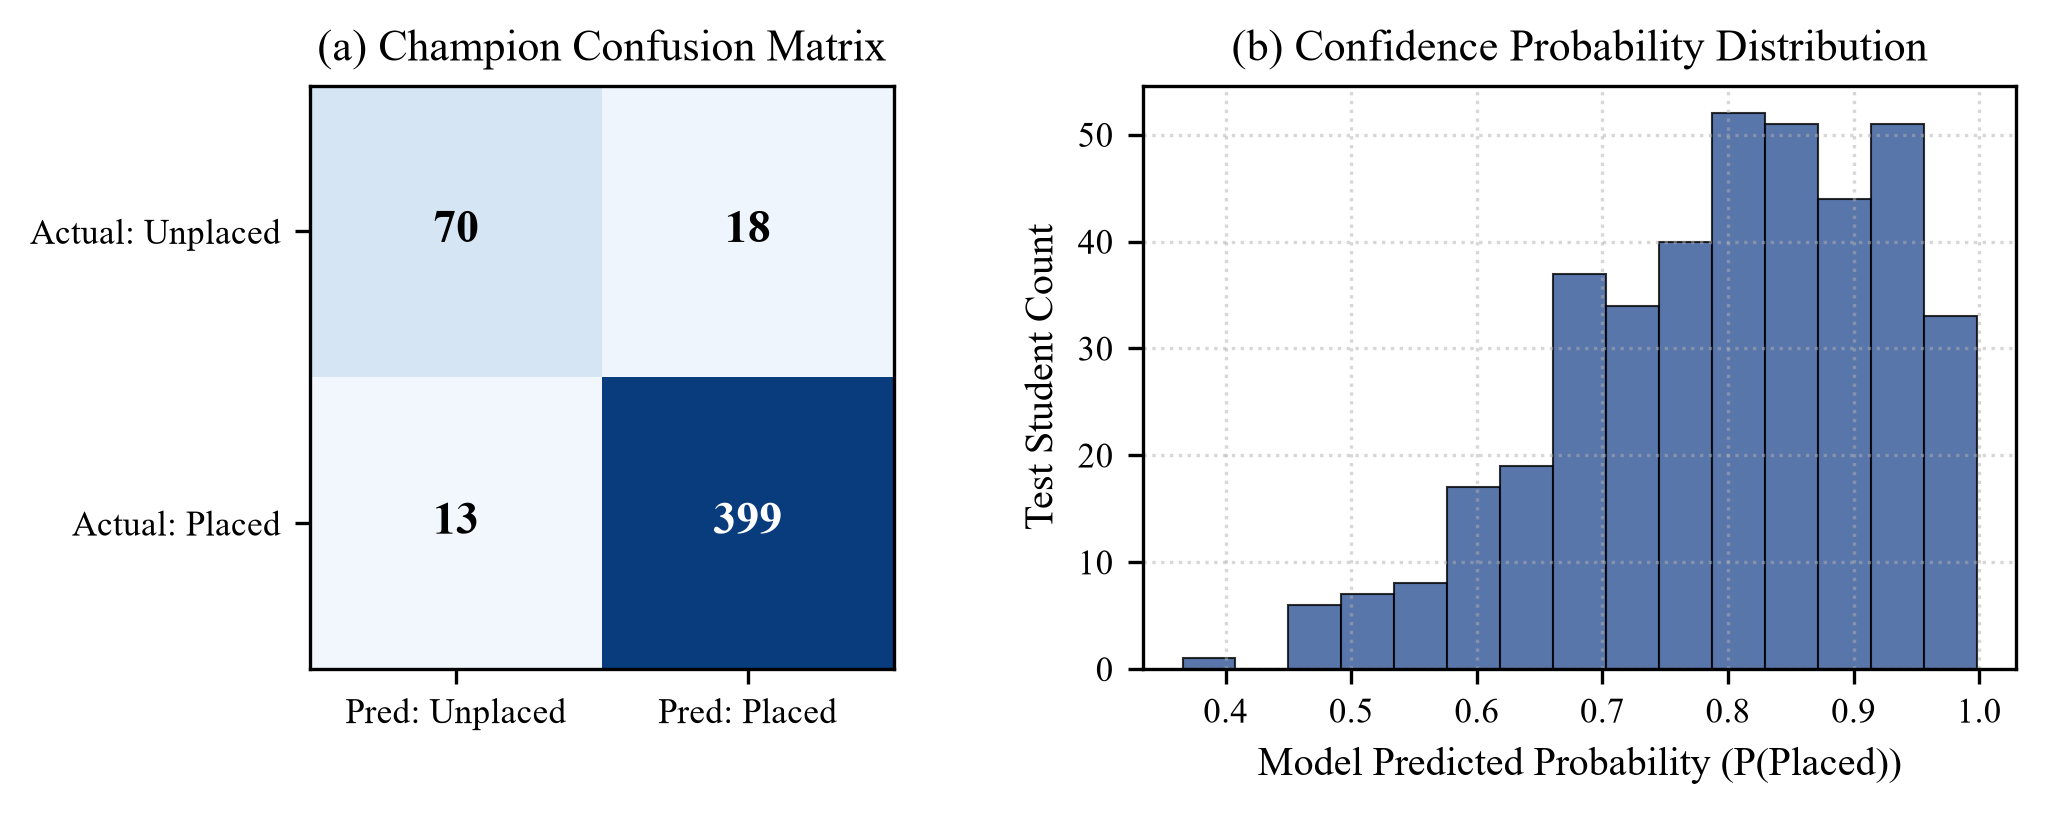 (a) Champion Confusion Matrix
Actual: Unplaced
70
18
Actual: Placed
13
399
Pred: Unplaced
Pred: Placed
(b) Confidence Probability Distribution
Test Student Count
50
40
30
20
10
0
0.4
0.5
0.6
0.7
0.8
0.9
1.0
Model Predicted Probability (P(Placed))